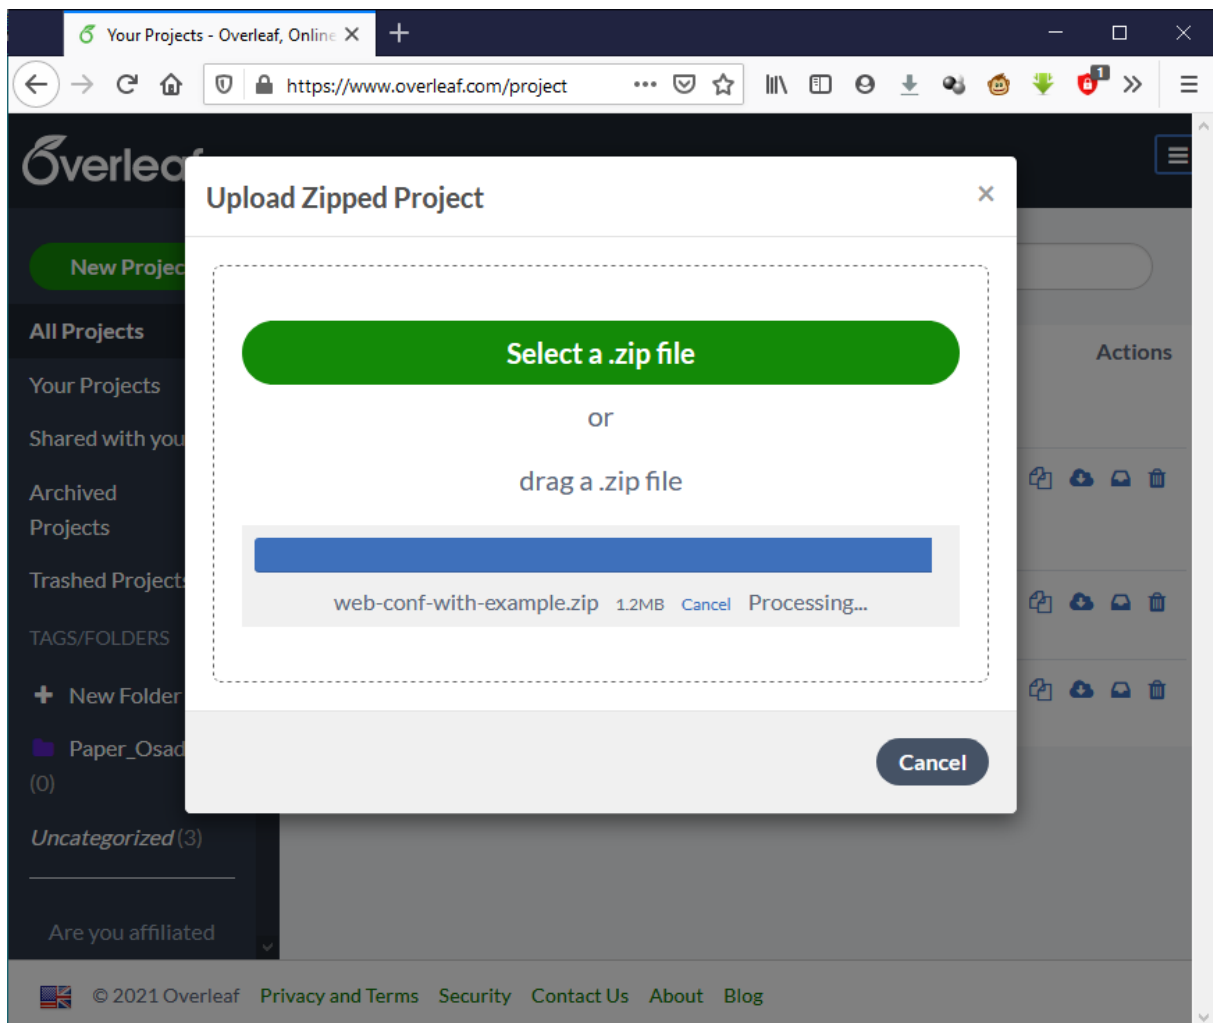 Your Projects - Overleaf, Online
https://www.overleaf.com/project
1
Overlea
Upload Zipped Project
New Projec
All Projects
Your Projects
Shared with you
Archived
Projects
Trashed Projects
TAGS/FOLDERS
New Folder
Paper_Osad
(0)
Uncategorized (3)
Are you affiliated
Select a .zip file
or
drag a .zip file
web-conf-with-example.zip 1.2MB Cancel Processing...
Cancel
Actions
© 2021 Overleaf Privacy and Terms Security Contact Us About Blog